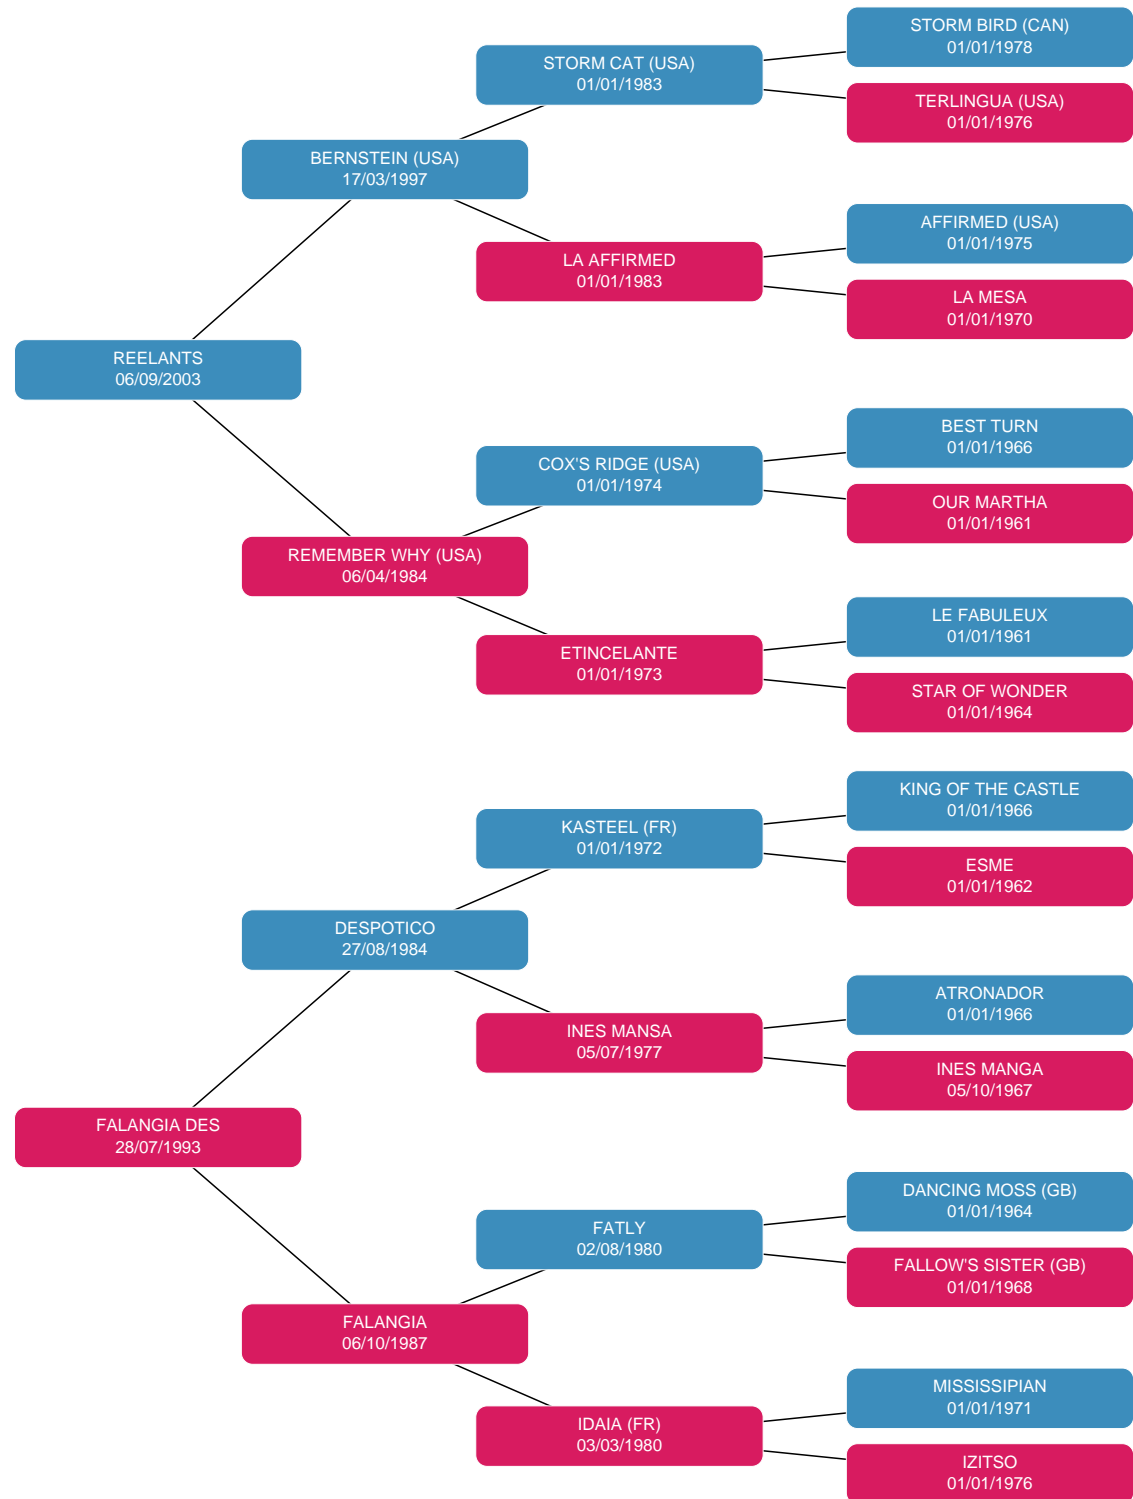 STORM BIRD (CAN)
01/01/1978
STORM CAT (USA)
01/01/1983
TERLINGUA (USA)
01/01/1976
BERNSTEIN (USA)
17/03/1997
AFFIRMED (USA)
01/01/1975
LA AFFIRMED
01/01/1983
LA MESA
01/01/1970
REELANTS
06/09/2003
BEST TURN
01/01/1966
COX'S RIDGE (USA)
01/01/1974
OUR MARTHA
01/01/1961
REMEMBER WHY (USA)
06/04/1984
LE FABULEUX
01/01/1961
ETINCELANTE
01/01/1973
STAR OF WONDER
01/01/1964
KING OF THE CASTLE
01/01/1966
KASTEEL (FR)
01/01/1972
ESME
01/01/1962
DESPOTICO
27/08/1984
ATRONADOR
01/01/1966
INES MANSA
05/07/1977
INES MANGA
05/10/1967
FALANGIA DES
28/07/1993
DANCING MOSS (GB)
01/01/1964
FATLY
02/08/1980
FALLOW'S SISTER (GB)
01/01/1968
FALANGIA
06/10/1987
MISSISSIPIAN
01/01/1971
IDAIA (FR)
03/03/1980
IZITSO
01/01/1976